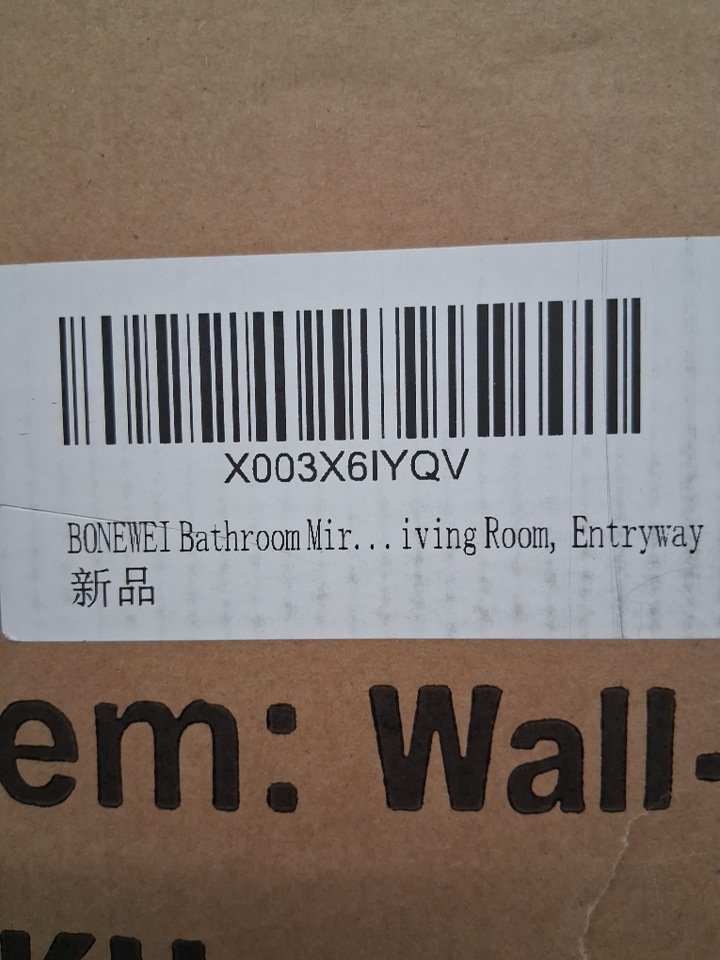 X003X6IYQV
BONEWEI Bathroom Mir...iving Room, Entryway
新品
em: Wall-